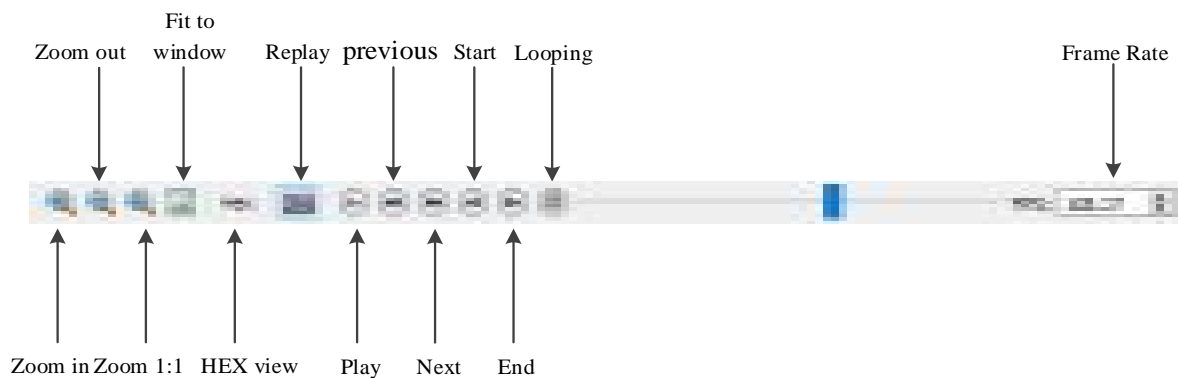 Fit to
Zoom out window Replay previous Start Looping Frame Rate
Zoom in Zoom 1:1 HEX view Play Next End